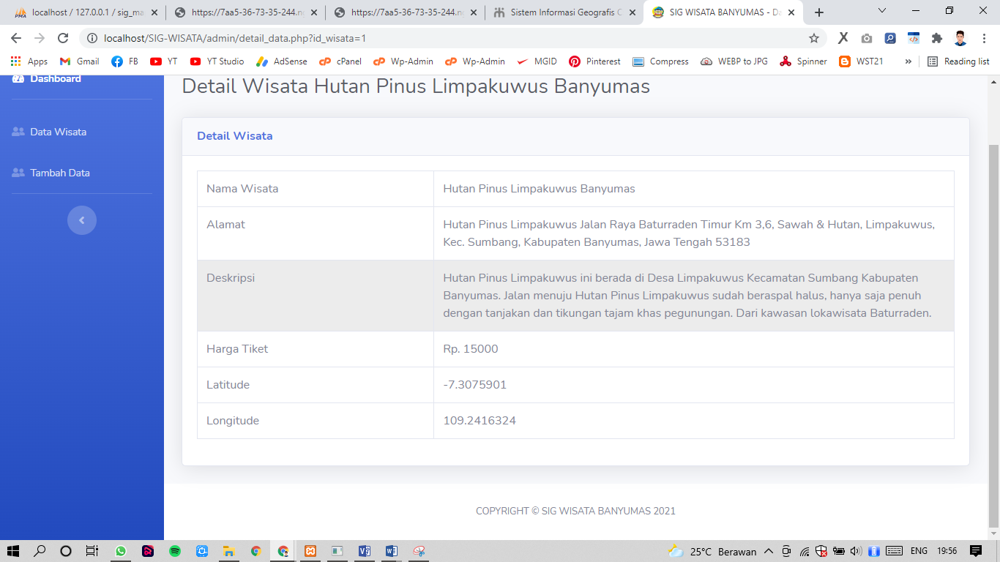 localhost / 127.0.0.1 / sig_ma
https://7aa5-36-73-35-244.n
https://7aa5-36-73-35-244.n
Sistem Informasi Geografis
SIG WISATA BANYUMAS - Da
localhost/SIG-WISATA/admin/detail_data.php?id_wisata=1
Apps
Gmail
FB
YT
YT Studio
AdSense
cPanel
Wp-Admin
Wp-Admin
MGID
Pinterest
Compress
WEBP to JPG
Spinner
WST21
»
Reading list
Dashboard
Data Wisata
Tambah Data
Detail Wisata Hutan Pinus Limpakuwus Banyumas
Detail Wisata
Nama Wisata
Hutan Pinus Limpakuwus Banyumas
Alamat
Hutan Pinus Limpakuwus Jalan Raya Baturraden Timur Km 3,6, Sawah & Hutan, Limpakuwus,
Kec. Sumbang, Kabupaten Banyumas, Jawa Tengah 53183
Deskripsi
Hutan Pinus Limpakuwus ini berada di Desa Limpakuwus Kecamatan Sumbang Kabupaten
Banyumas. Jalan menuju Hutan Pinus Limpakuwus sudah beraspal halus, hanya saja penuh
dengan tanjakan dan tikungan tajam khas pegunungan. Dari kawasan lokawisata Baturraden.
Harga Tiket
Rp. 15000
Latitude
-7.3075901
Longitude
109.2416324
COPYRIGHT © SIG WISATA BANYUMAS 2021
25°C Berawan
ENG
19:56